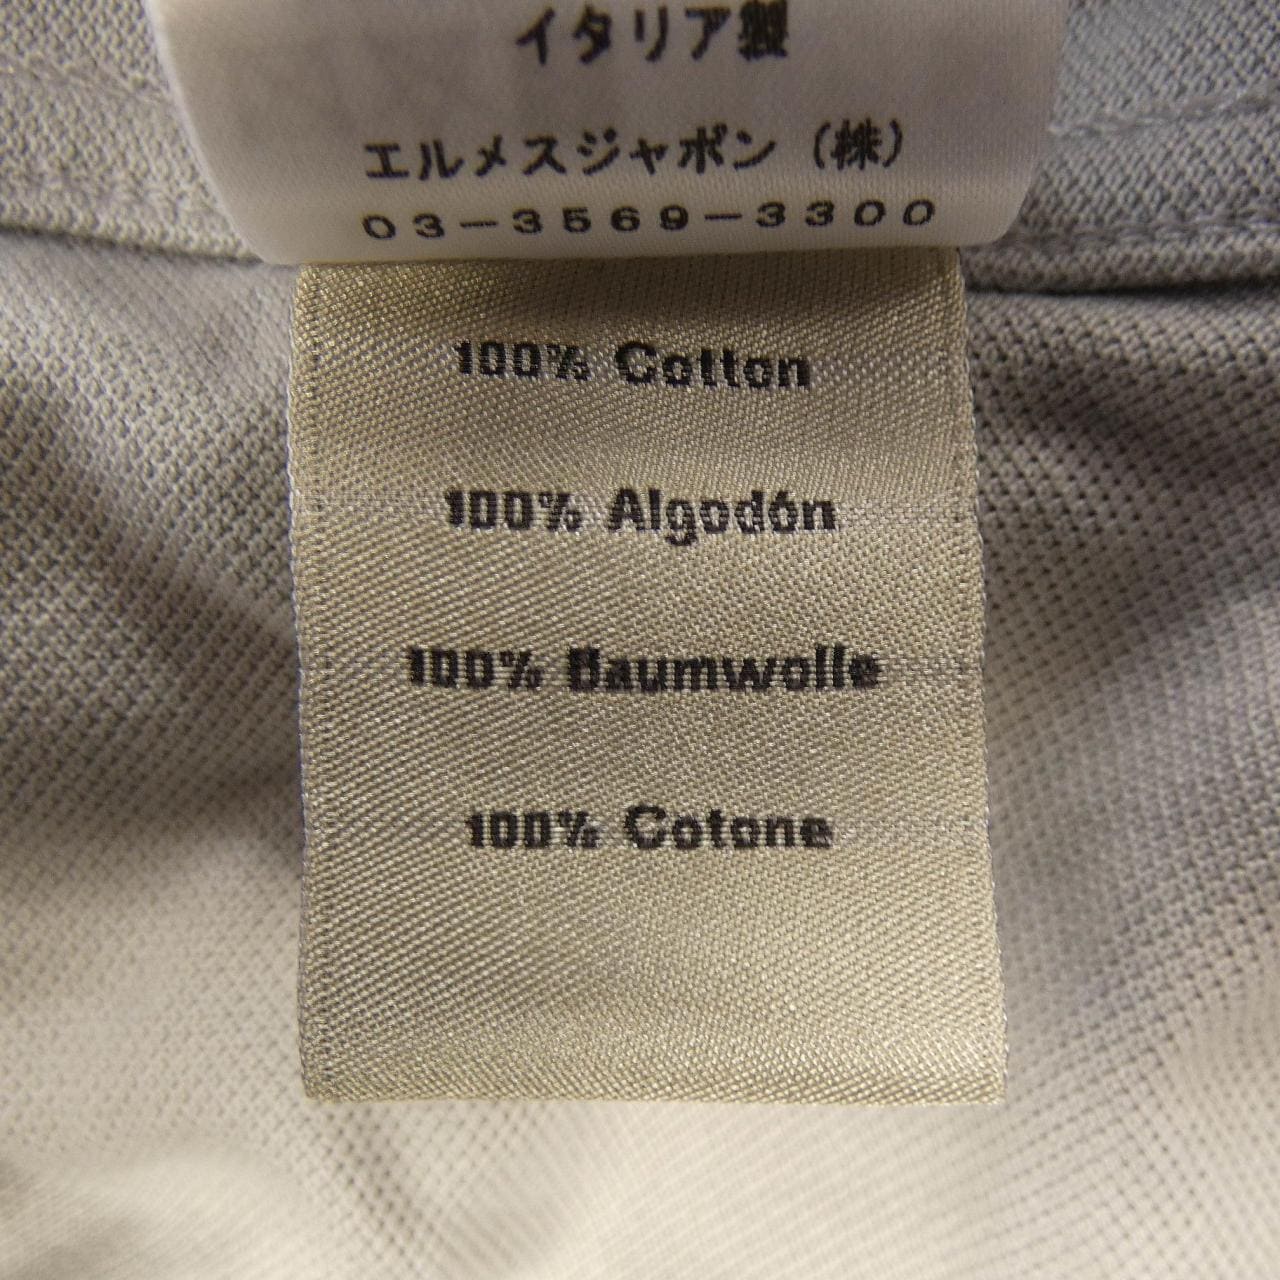 イタリア製
エルメスジャポン（株）
03-3569-3300
100% Cotton
100% Algodón
100% Baumwolle
100% Cotone